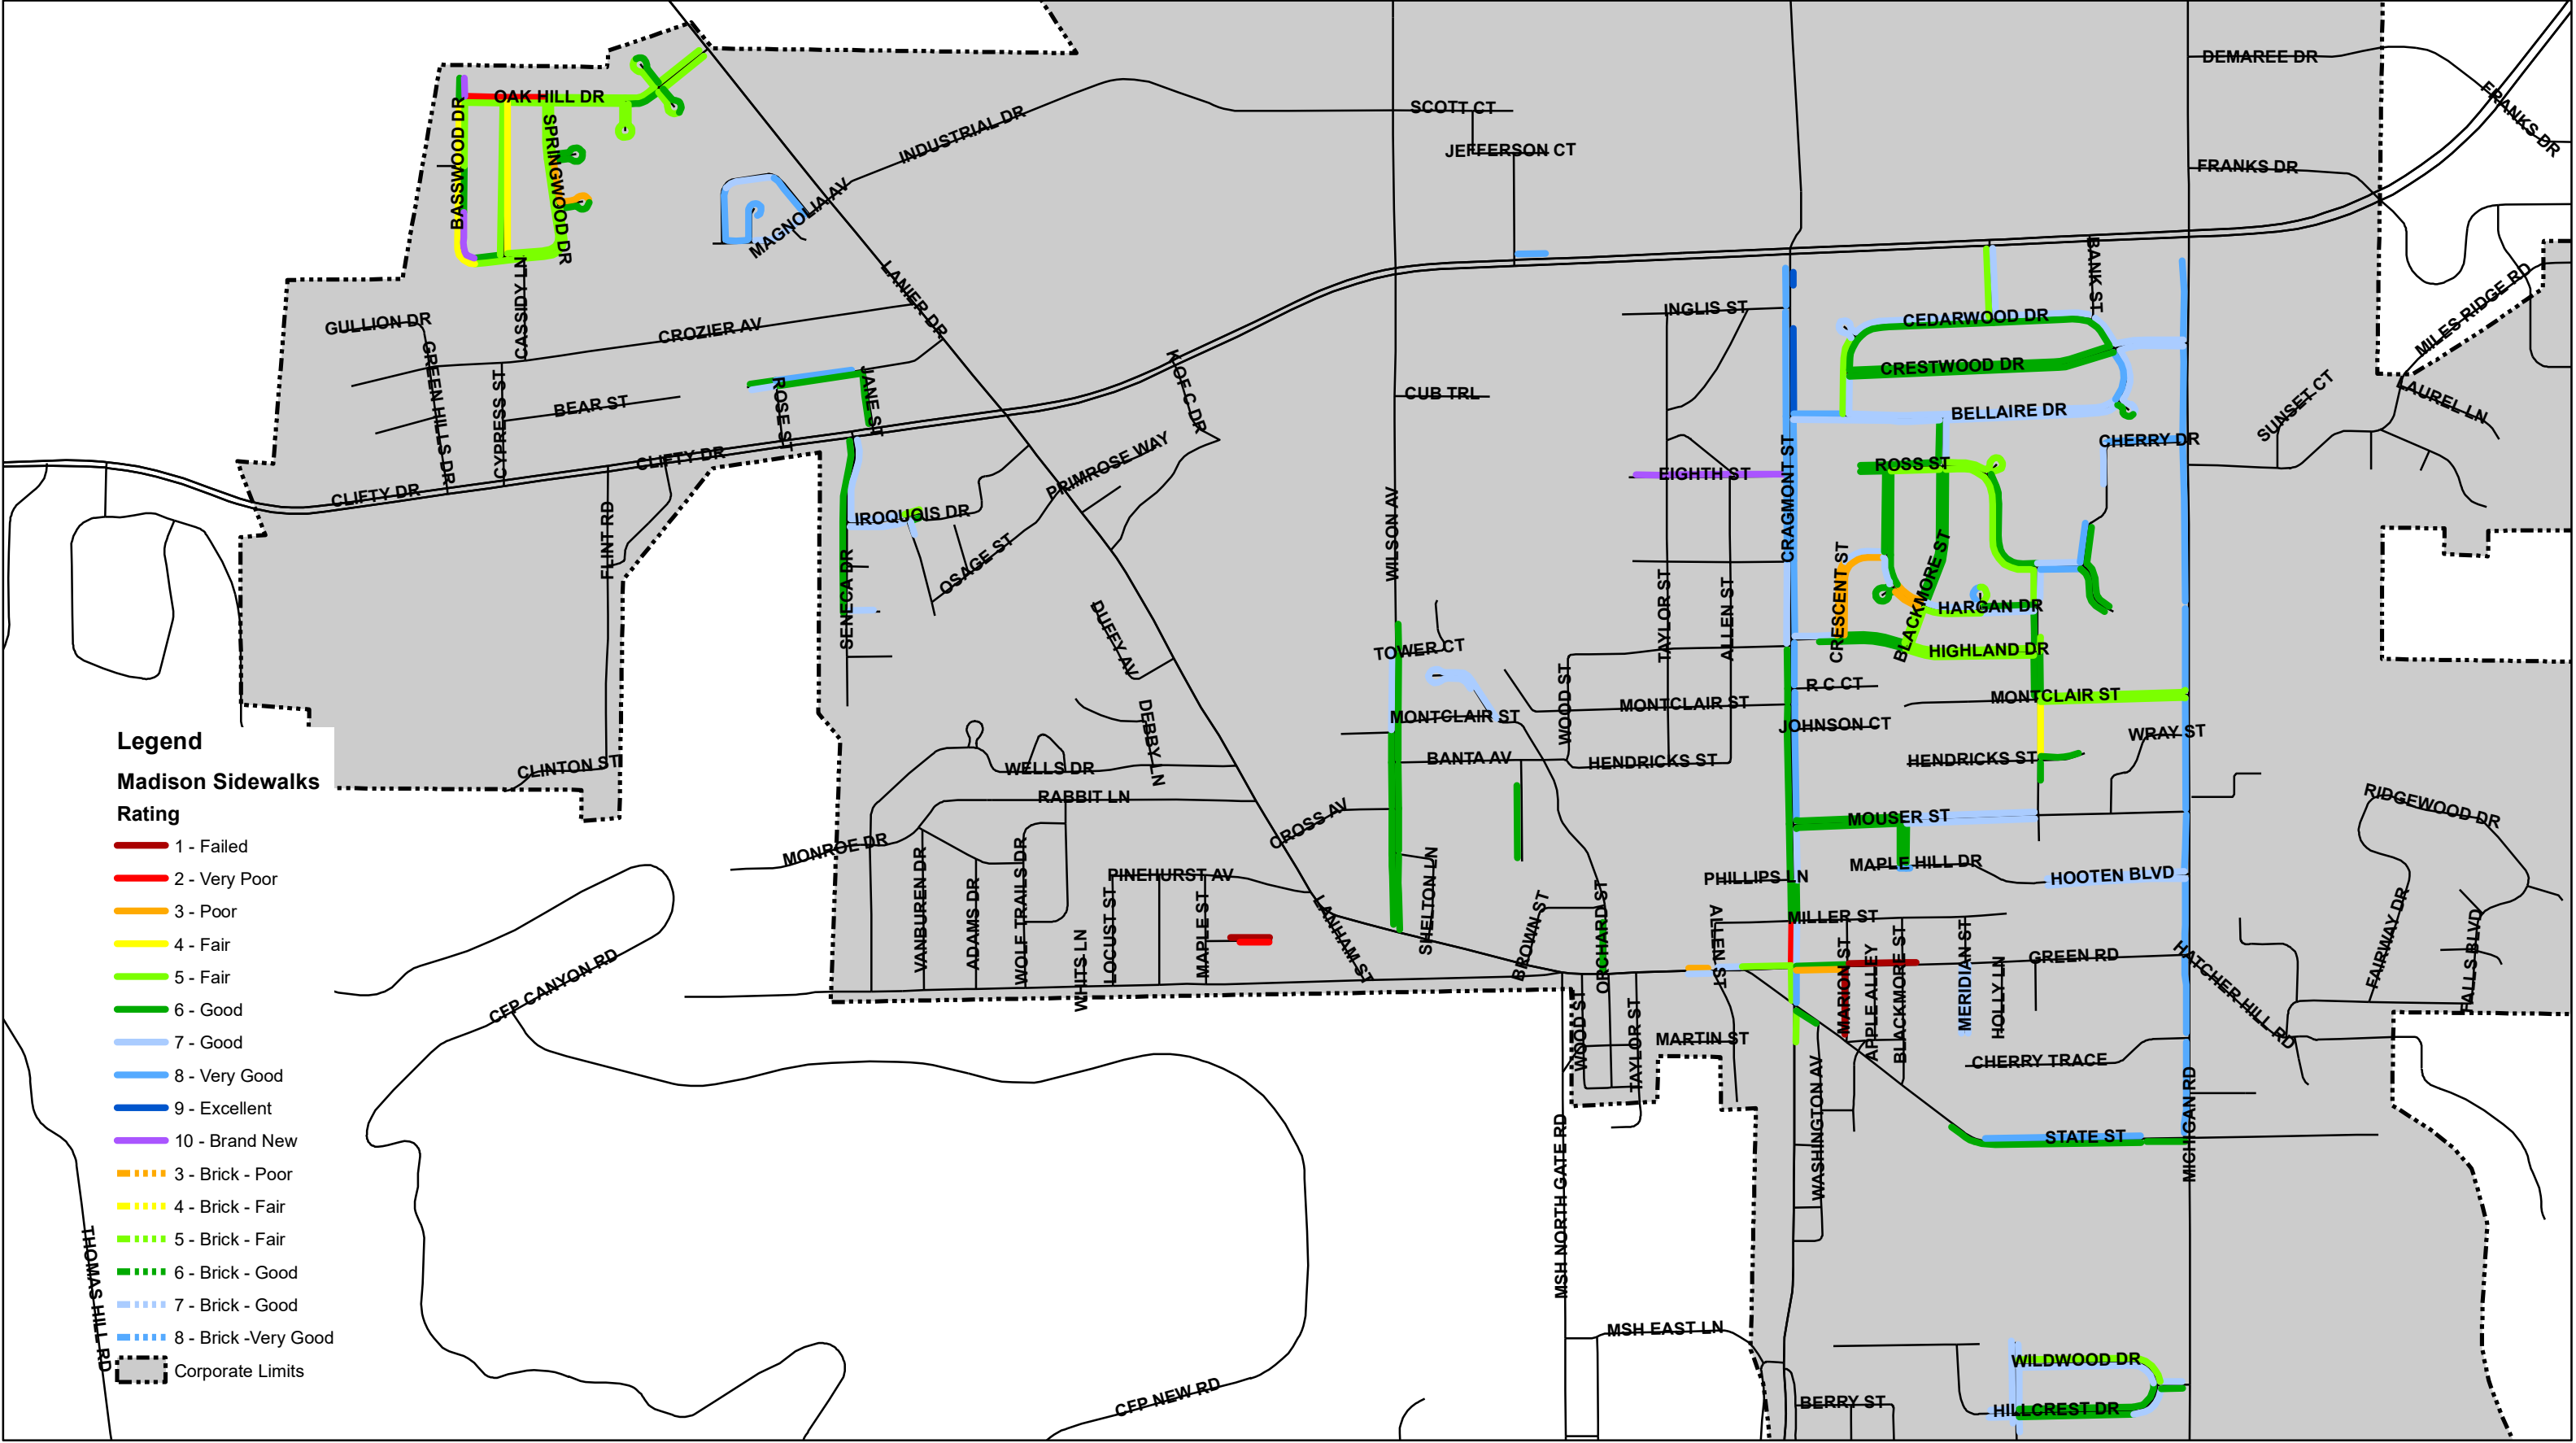 DEMAREE DR
FRANKS DR
OAK HILL DR
SCOTT CT
INDUSTRIAL DR
JEFFERSON CT
BASSWOOD DR
SPRINGWOOD DR
FRANKS DR
MAGNOLIA AV
LANIER DR
BANK ST
MILES RIDGE RD
CASSIDY LN
GULLION DR
CROZIER AV
INGLIS ST
CEDARWOOD DR
GREEN HILLS DR
CYPRESS ST
BEAR ST
ROSE ST
JANE ST
K OF C DR
CUB TRL
CRESTWOOD DR
BELLAIRE DR
SUNSET CT
LAUREL LN
CHERRY DR
CLIFTY DR
CLIFTY DR
PRIMROSE WAY
EIGHTH ST
CRAGMONT ST
ROSS ST
FLINT RD
IROQUOIS DR
OSAGE ST
WILSON AV
SENECA DR
TAYLOR ST
ALLEN ST
CRESCENT ST
BLACKMORE ST
HARGAN DR
HIGHLAND DR
DUFFY AV
TOWER CT
WOOD ST
R C CT
MONTCLAIR ST
MONTCLAIR ST
MONTCLAIR ST
DEBBY LN
JOHNSON CT
WRAY ST
CLINTON ST
WELLS DR
BANTA AV
HENDRICKS ST
HENDRICKS ST
RABBIT LN
CROSS AV
MOUSER ST
RIDGEWOOD DR
MONROE DR
VANBUREN DR
ADAMS DR
WOLF TRAILS DR
PINEHURST AV
WHITS LN
LOCUST ST
MAPLE ST
LANHAM ST
SHELTON LN
BROWN ST
ORCHARD ST
PHILLIPS LN
MAPLE HILL DR
HOOTEN BLVD
ALLEN ST
MILLER ST
MARION ST
APPLE ALLEY
BLACKMORE ST
MERIDIAN ST
HOLLY LN
GREEN RD
HATCHER HILL RD
FAIRWAY DR
FALLS BLVD
CFP CANYON RD
WOOD ST
TAYLOR ST
MARTIN ST
CHERRY TRACE
WASHINGTON AV
STATE ST
MICHIGAN RD
MSH NORTH GATE RD
THOMAS HILL RD
MSH EAST LN
CFP NEW RD
WILDWOOD DR
BERRY ST
HILLCREST DR
Legend
Madison Sidewalks
Rating
1 - Failed
2 - Very Poor
3 - Poor
4 - Fair
5 - Fair
6 - Good
7 - Good
8 - Very Good
9 - Excellent
10 - Brand New
3 - Brick - Poor
4 - Brick - Fair
5 - Brick - Fair
6 - Brick - Good
7 - Brick - Good
8 - Brick -Very Good
Corporate Limits